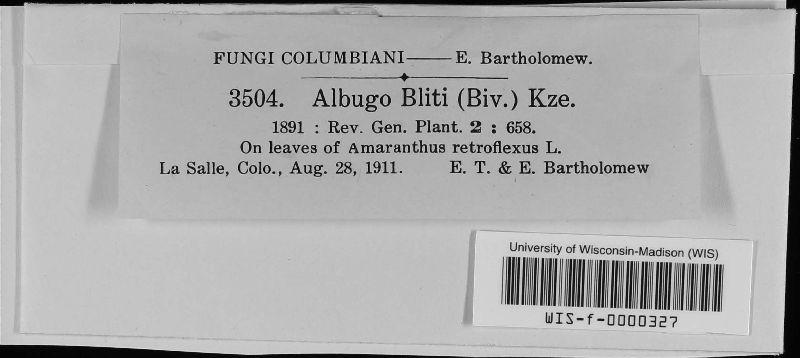 FUNGI COLUMBIANI—— E. Bartholomew.
3504. Albugo Bliti (Biv.) Kze.
1891 : Rev. Gen. Plant. 2 : 658.
On leaves of Amaranthus retroflexus L.
La Salle, Colo., Aug. 28, 1911. E. T. & E. Bartholomew
University of Wisconsin-Madison (WIS)
WIS-f-0000327